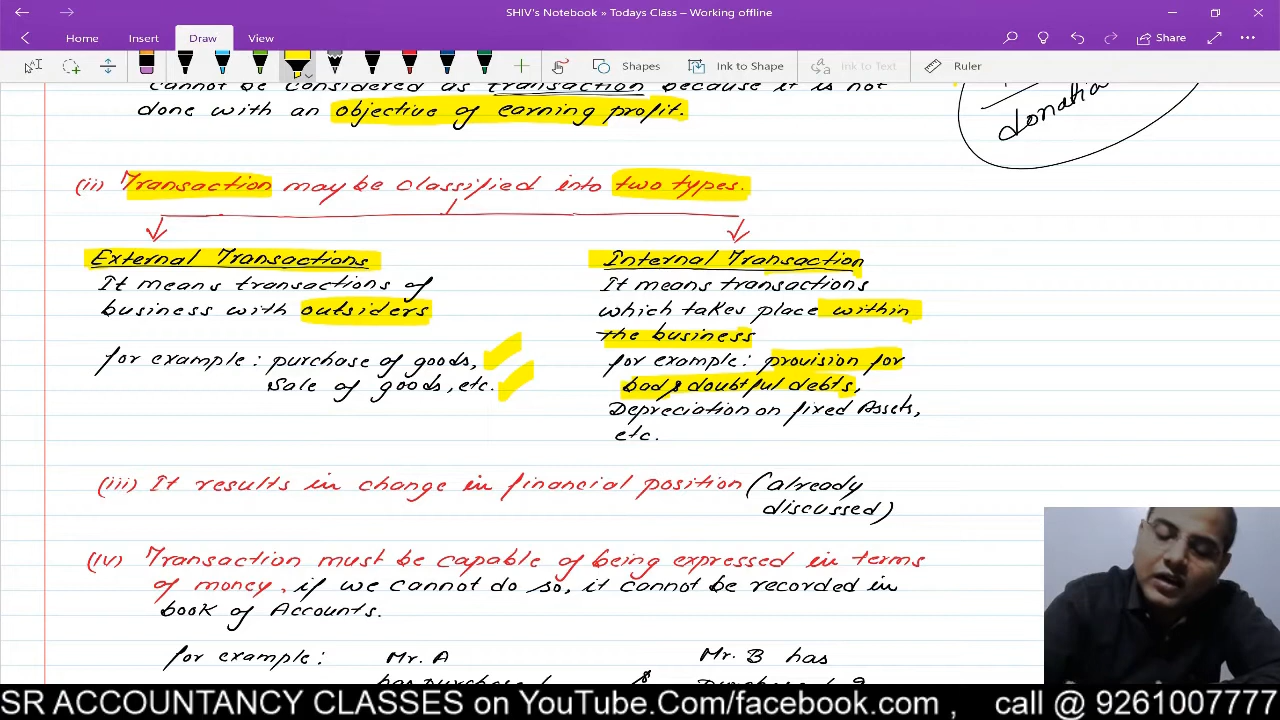 SHIV's Notebook » Todays Class – Working offline
Home Insert Draw View
Share
Shapes Ink to Shape Ink to Text Ruler
cannot be considered as transaction because it is not
done with an objective of earning profit.
donatio
(ii) Transaction may be classified into two types.
External Transactions
It means transactions of
business with outsiders
for example: purchase of goods,
sale of goods, etc.
Internal Transaction
It means transactions
which takes place within
the business
for example: provision for
bad & doubtful debts,
Depreciation on fixed Assets,
etc.
(iii) It results in change in financial position (already
discussed)
(iv) Transaction must be capable of being expressed in terms
of money. if we cannot do so, it cannot be recorded in
book of Accounts.
for example: Mr. A
Mr. B has
SR ACCOUNTANCY CLASSES on YouTube.Com/facebook.com , call @ 9261007777